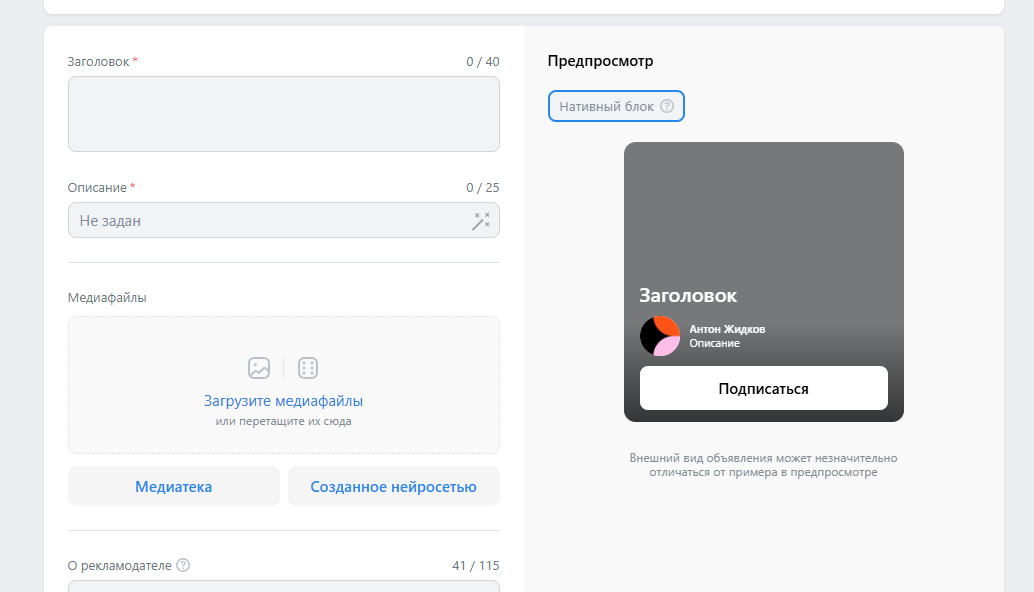 Заголовок *
0 / 40
Описание *
0 / 25
Не задан
Медиафайлы
Загрузите медиафайлы
или перетащите их сюда
Медиатека
Созданное нейросетью
О рекламодателе ?
41 / 115
Предпросмотр
Нативный блок ?
Заголовок
Антон Жидков
Описание
Подписаться
Внешний вид объявления может незначительно
отличаться от примера в предпросмотре